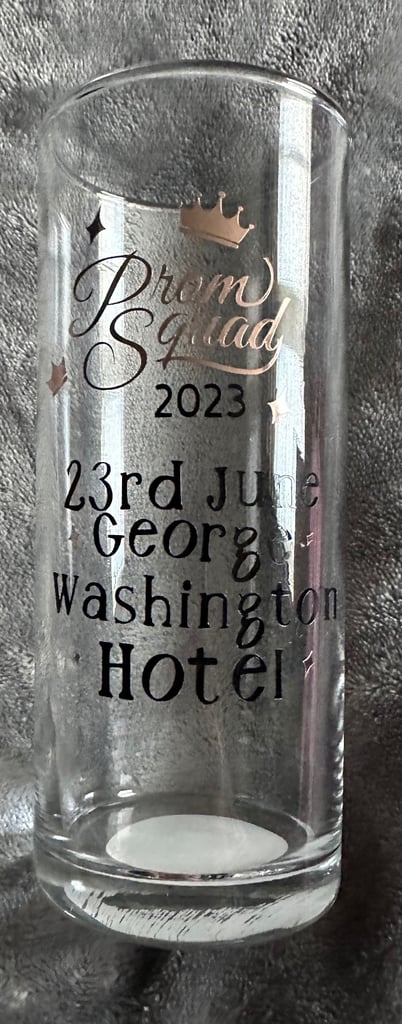 Prom
Squad
2023
23rd June
George
Washington
Hotel